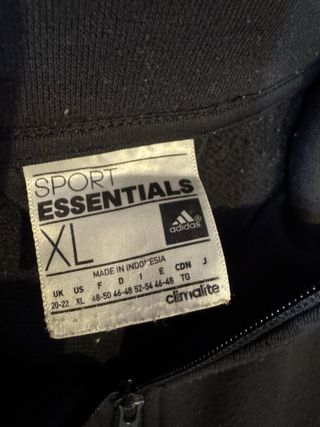 SPORT
ESSENTIALS
XL
adidas®
MADE IN INDONESIA
UK US F D I E CDN J
20-22 XL 48-50 46-48 52-54 46-48 TG
climalite